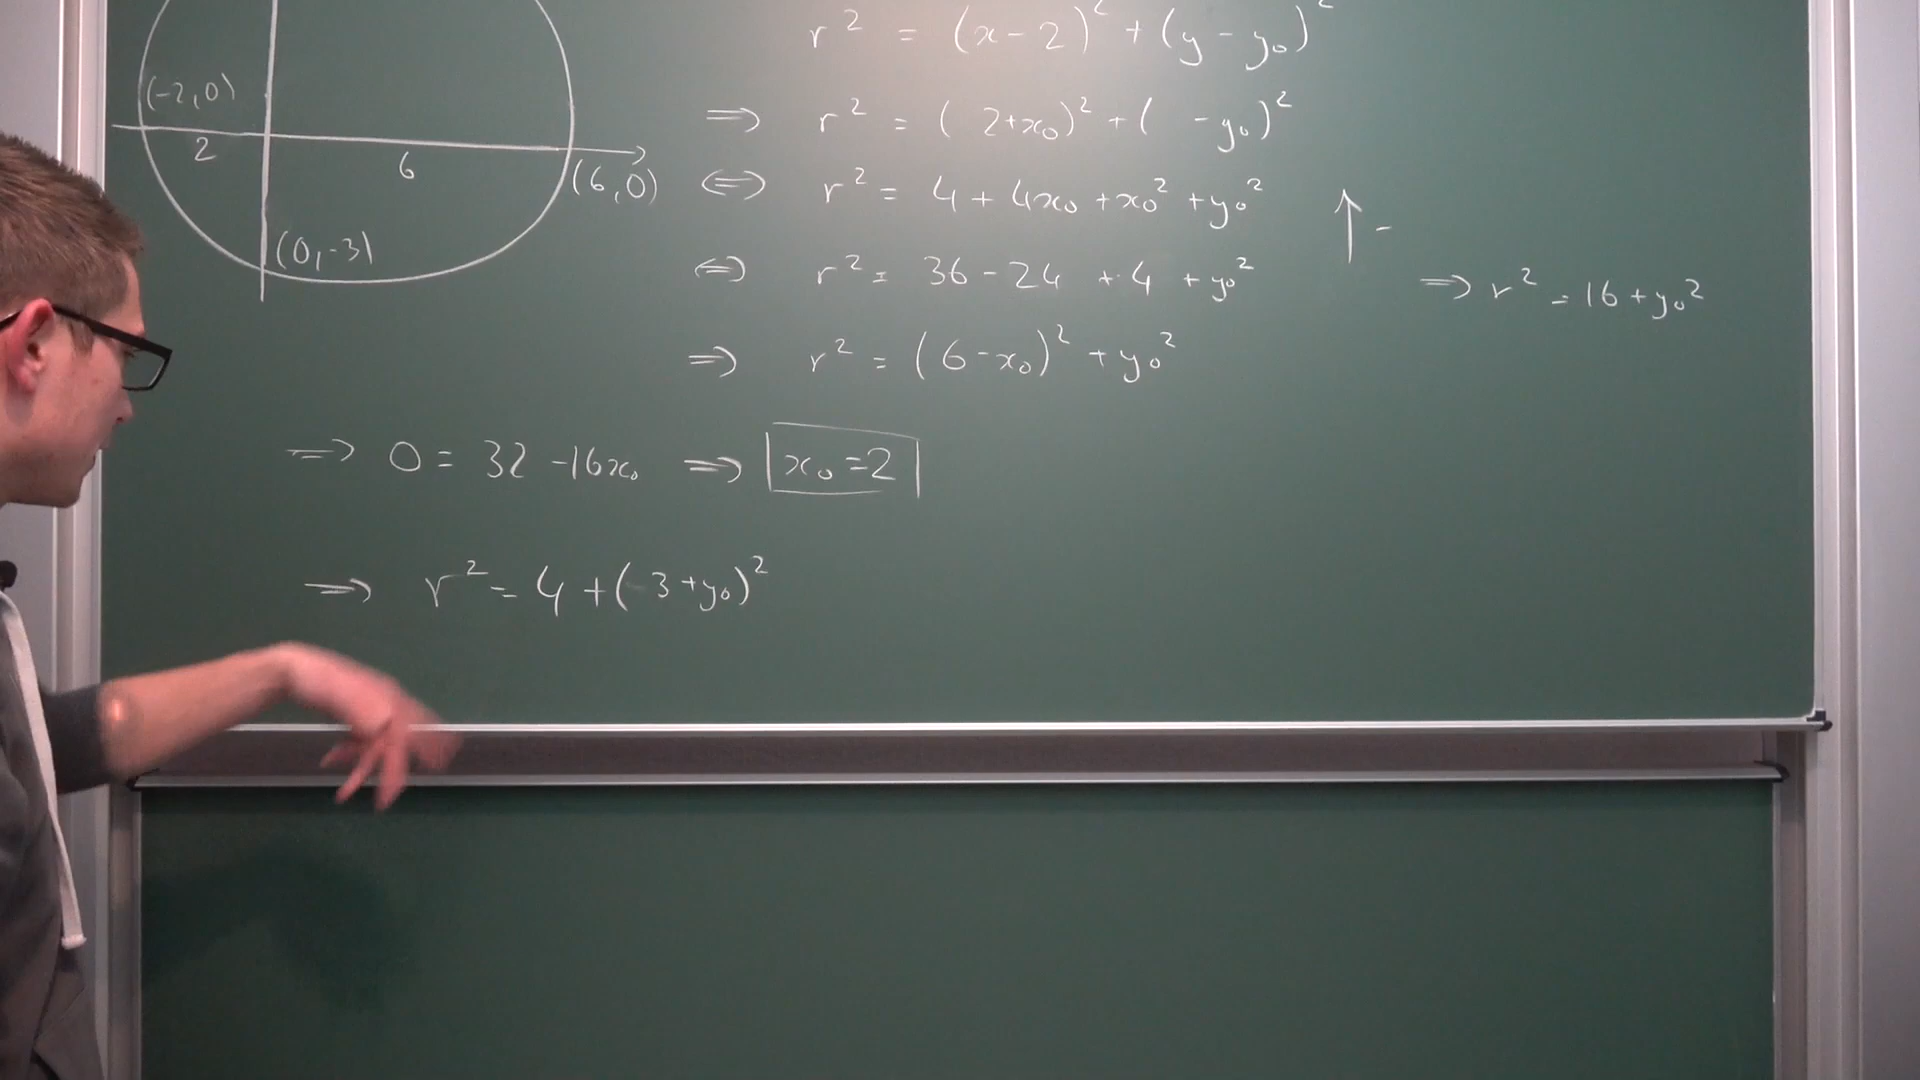 r² = (x-2)² + (y-y₀)²
(-2,0)
⇒ r² = ( 2+x₀)² + ( -y₀)²
2
6
(6,0)
⇔ r² = 4 + 4x₀ + x₀² + y₀²
↑ -
(0,-3)
⇔ r² = 36 - 24 + 4 + y₀²
⇒ r² = 16 + y₀²
⇒ r² = (6-x₀)² + y₀²
⇒ 0 = 32 - 16x₀ ⇒ x₀ = 2
⇒ r² = 4 + (-3+y₀)²